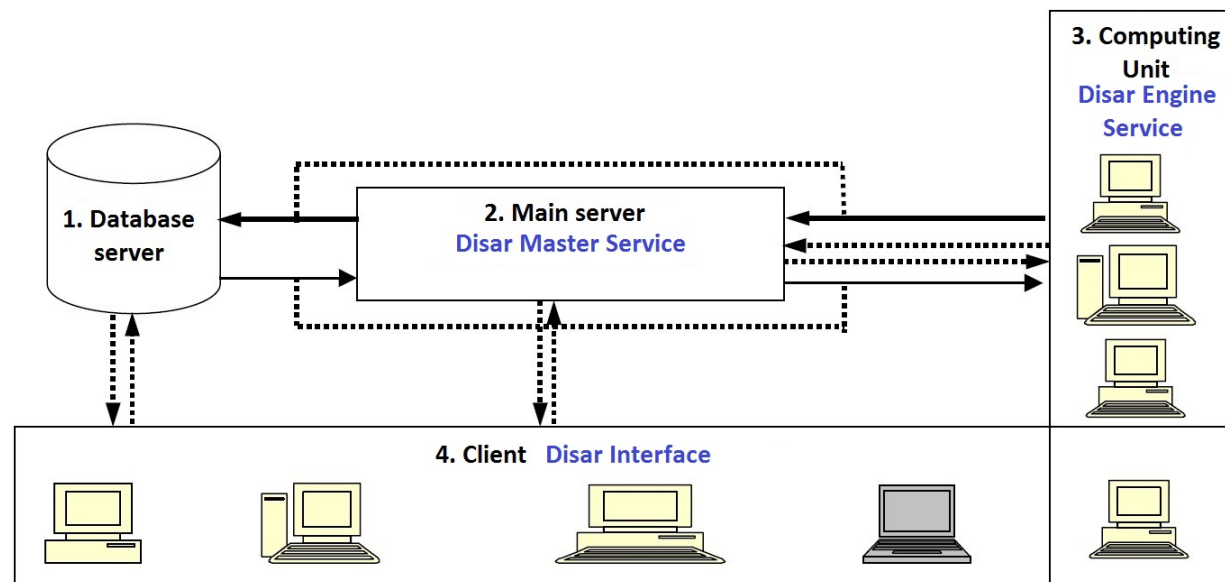 3. Computing
Unit
Disar Engine
Service
1. Database
server
2. Main server
Disar Master Service
4. Client Disar Interface